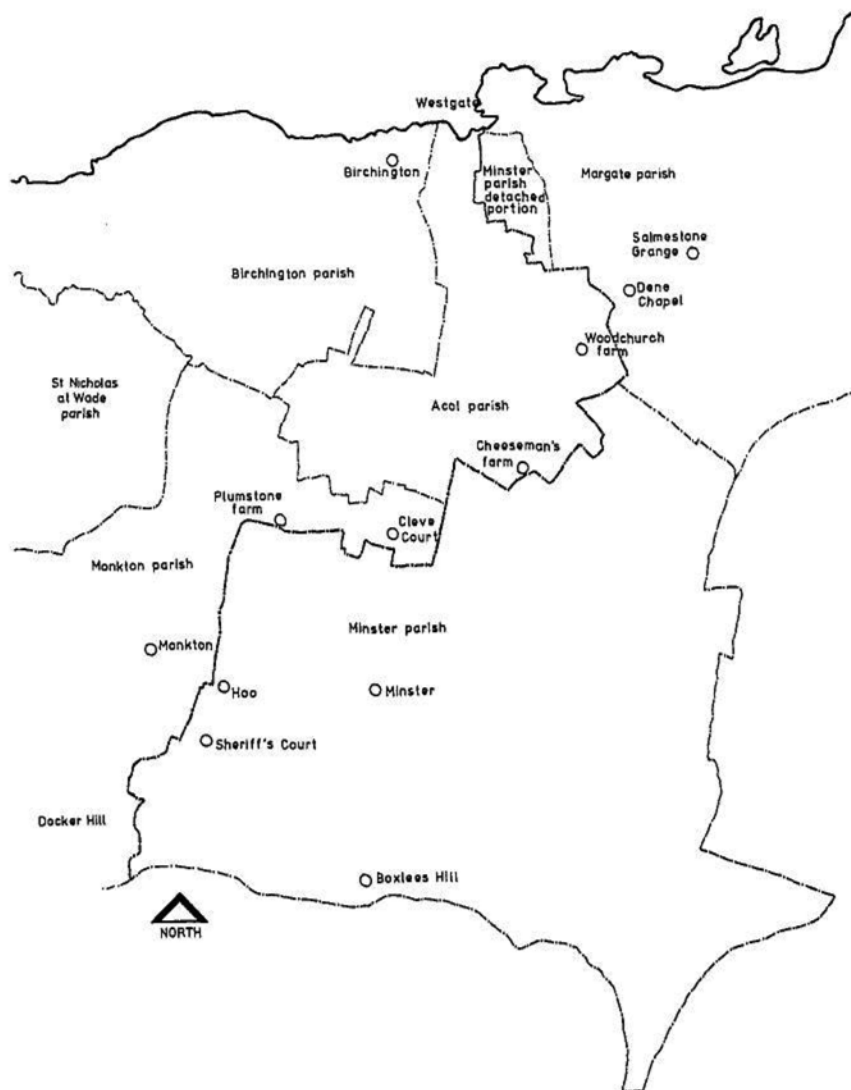 Westgate
Birchington
Minster
parish
detached
portion
Margate parish
Salmestone
Grange
Birchington parish
Dene
Chapel
Woodchurch
farm
St Nicholas
at Wade
parish
Acol parish
Cheeseman's
farm
Plumstone
farm
Cleve
Court
Monkton parish
Minster parish
Monkton
Hoo
Minster
Sheriff's Court
Docker Hill
Boxlees Hill
NORTH